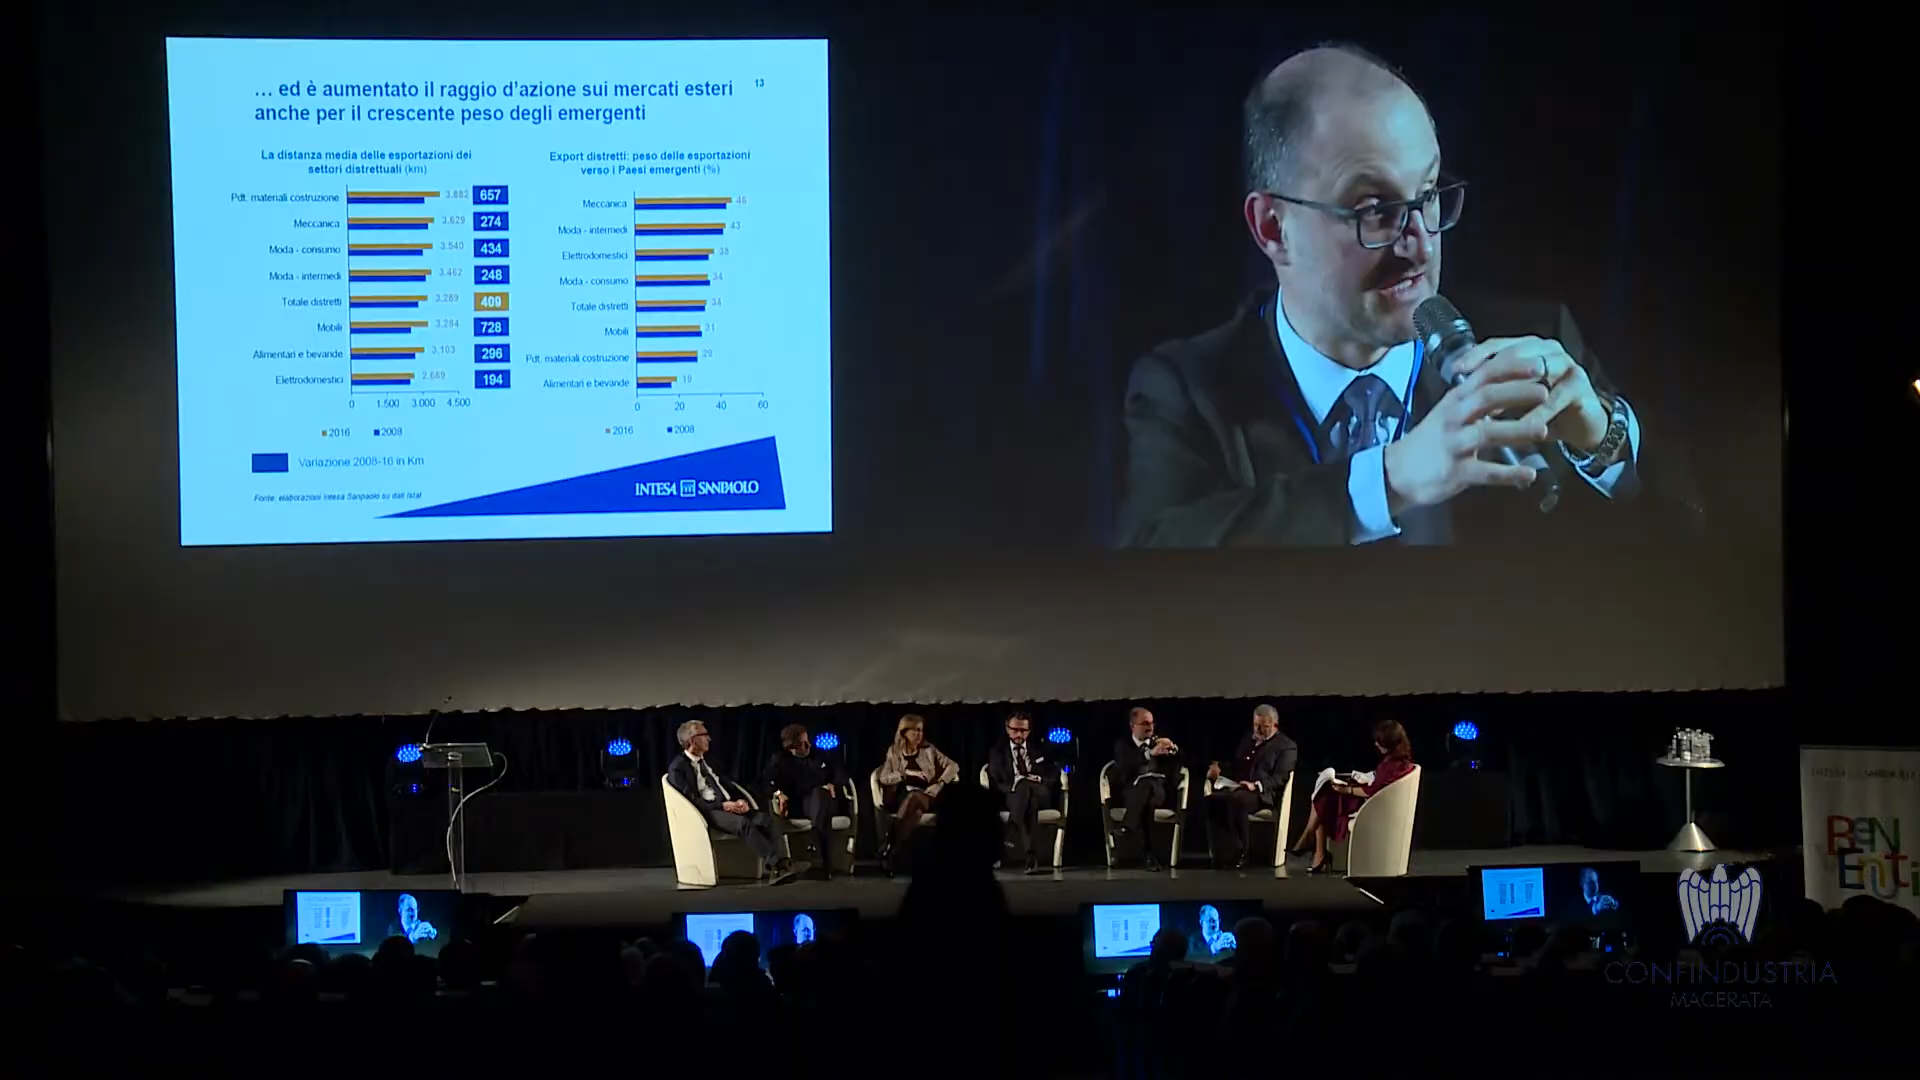 … ed è aumentato il raggio d'azione sui mercati esteri
anche per il crescente peso degli emergenti
13
La distanza media delle esportazioni dei
settori distrettuali (km)
Pdt. materiali costruzione 3.882 657
Meccanica 3.629 274
Moda - consumo 3.540 434
Moda - intermedi 3.462 248
Totale distretti 3.289 409
Mobili 3.284 728
Alimentari e bevande 3.103 296
Elettrodomestici 2.669 194
0 1.500 3.000 4.500
2016 2008
Variazione 2008-16 in Km
Fonte: elaborazioni Intesa Sanpaolo su dati Istat
Export distretti: peso delle esportazioni
verso i Paesi emergenti (%)
Meccanica 46
Moda - intermedi 43
Elettrodomestici 38
Moda - consumo 34
Totale distretti 34
Mobili 31
Pdt. materiali costruzione 29
Alimentari e bevande 19
0 20 40 60
2016 2008
INTESA SANPAOLO
CONFINDUSTRIA
MACERATA